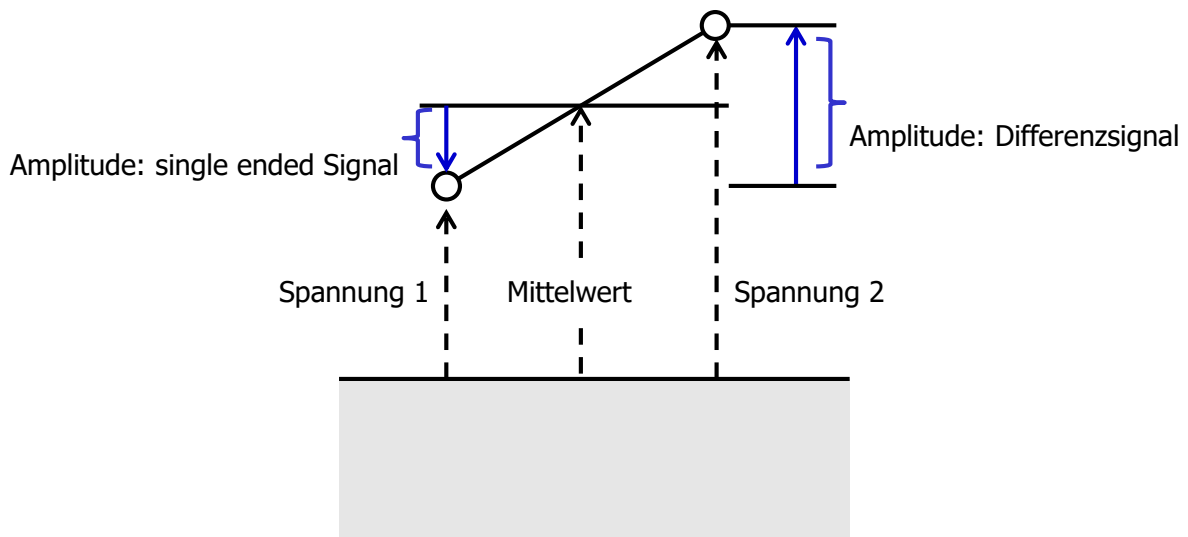 Amplitude: Differenzsignal
Amplitude: single ended Signal
Spannung 1
Mittelwert
Spannung 2